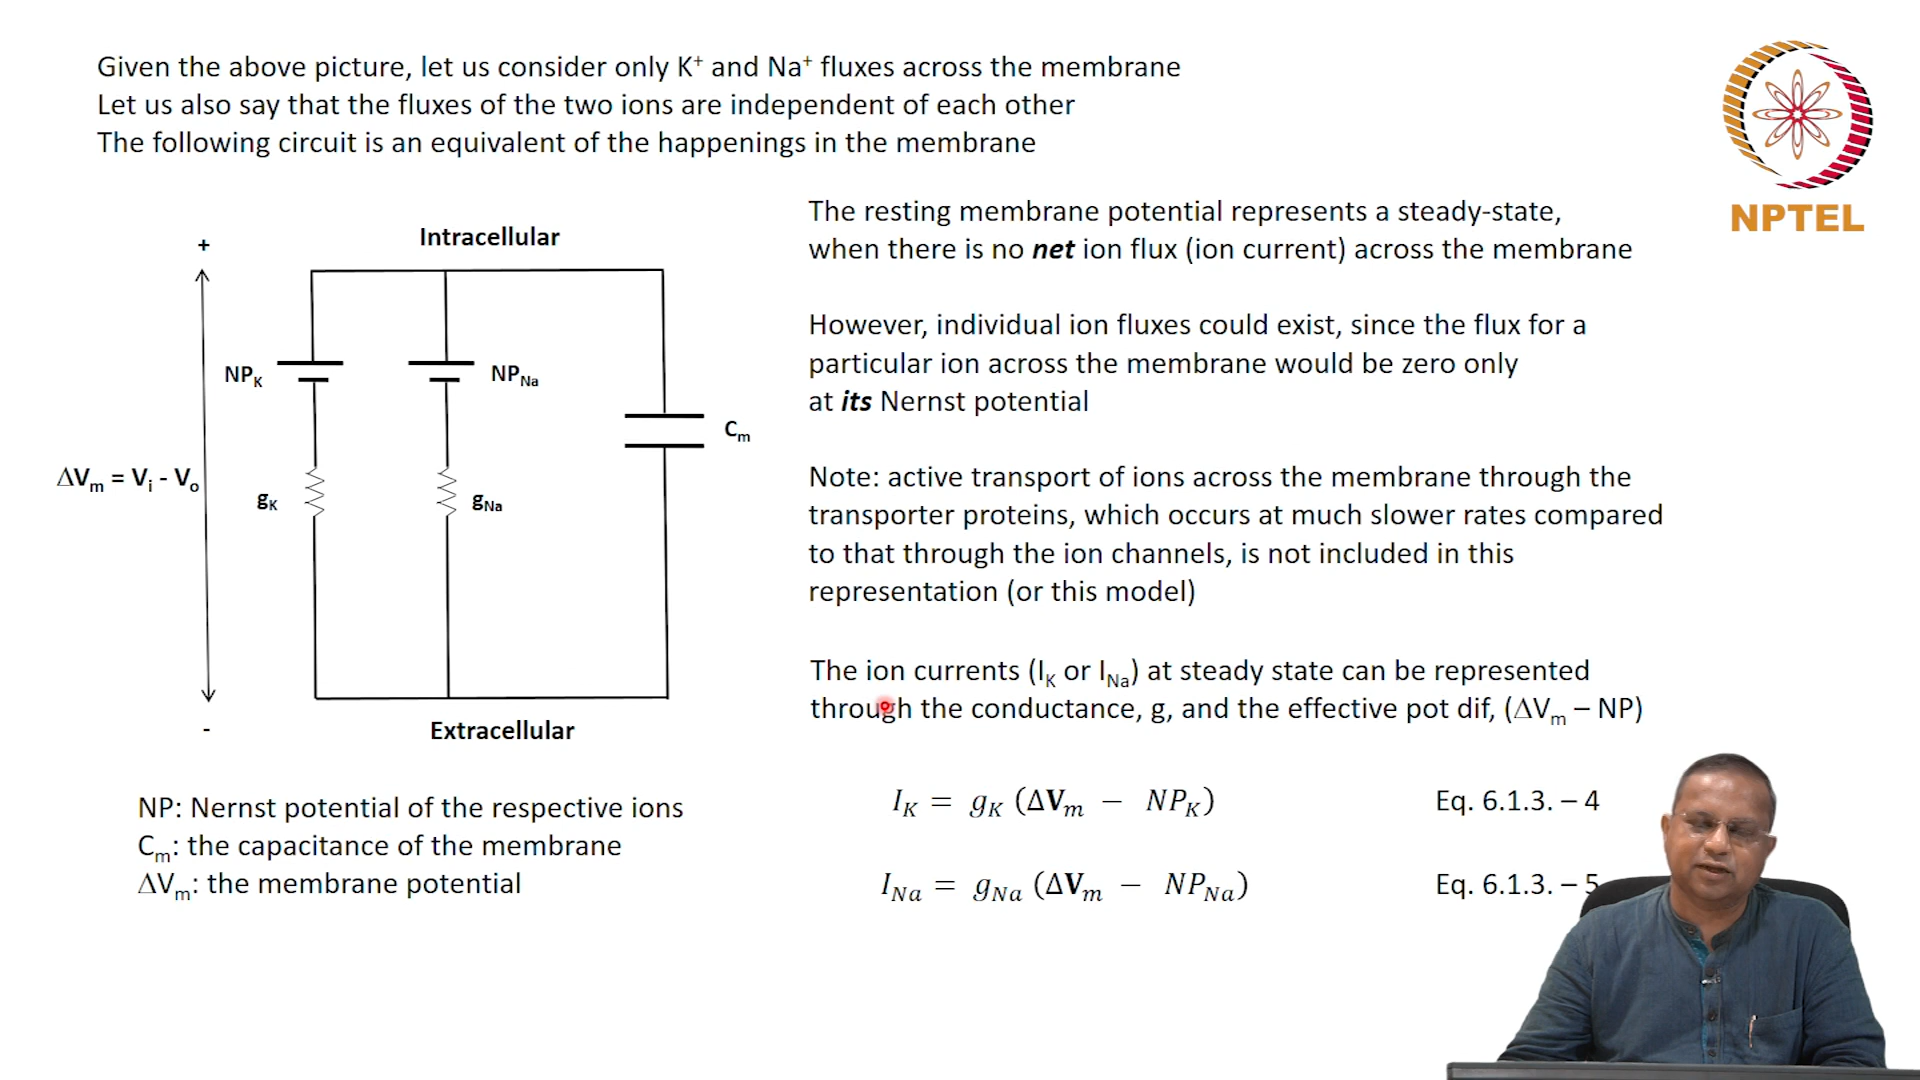 Given the above picture, let us consider only K⁺ and Na⁺ fluxes across the membrane
Let us also say that the fluxes of the two ions are independent of each other
The following circuit is an equivalent of the happenings in the membrane
NPTEL
+
Intracellular
NP_K
NP_Na
C_m
ΔV_m = V_i - V_o
g_K
g_Na
-
Extracellular
NP: Nernst potential of the respective ions
C_m: the capacitance of the membrane
ΔV_m: the membrane potential
The resting membrane potential represents a steady-state,
when there is no net ion flux (ion current) across the membrane
However, individual ion fluxes could exist, since the flux for a
particular ion across the membrane would be zero only
at its Nernst potential
Note: active transport of ions across the membrane through the
transporter proteins, which occurs at much slower rates compared
to that through the ion channels, is not included in this
representation (or this model)
The ion currents (I_K or I_Na) at steady state can be represented
through the conductance, g, and the effective pot dif, (ΔV_m – NP)
I_K = g_K (ΔV_m − NP_K) Eq. 6.1.3. – 4
I_Na = g_Na (ΔV_m − NP_Na) Eq. 6.1.3. – 5